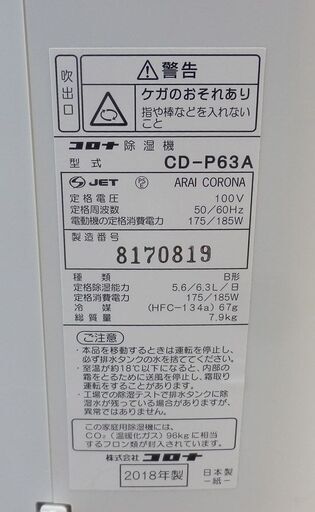 吹出口
⚠警告
ケガのおそれあり
指や棒などを入れない
こと
コロナ 除湿機
型式 CD-P63A
JET PSE ARAI CORONA
定格電圧 100V
定格周波数 50/60Hz
電動機の定格消費電力 175/185W
製造番号
8170819
種類 B形
定格除湿能力 5.6/6.3L/日
定格消費電力 175/185W
冷媒 (HFC-134a) 67g
総質量 7.9kg
ご注意
・本品を移動するときは運転を停止し、
必ず排水タンクの水を捨ててください。
・室温が約18℃以下になると、内部の
霜をとるために送風を停止し、霜取り
運転をすることがあります。
・工場での除湿テストで排水タンクに除
湿水が残っている場合がありますが、
異常ではありません。
この家庭用除湿機には、
CO₂(温暖化ガス)96kgに相当
するフロン類が封入されています。
株式会社 コロナ
2018年製
日本製
-紙-